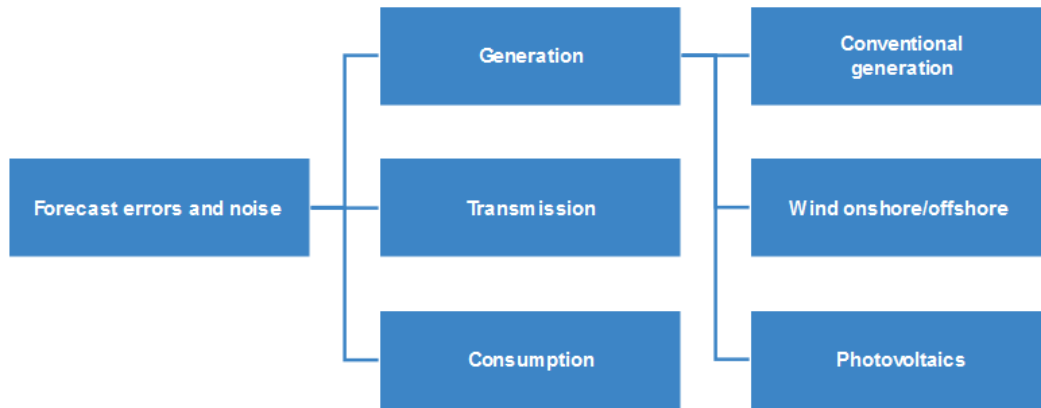 Generation
Conventional
generation
Forecast errors and noise
Transmission
Wind onshore/offshore
Consumption
Photovoltaics